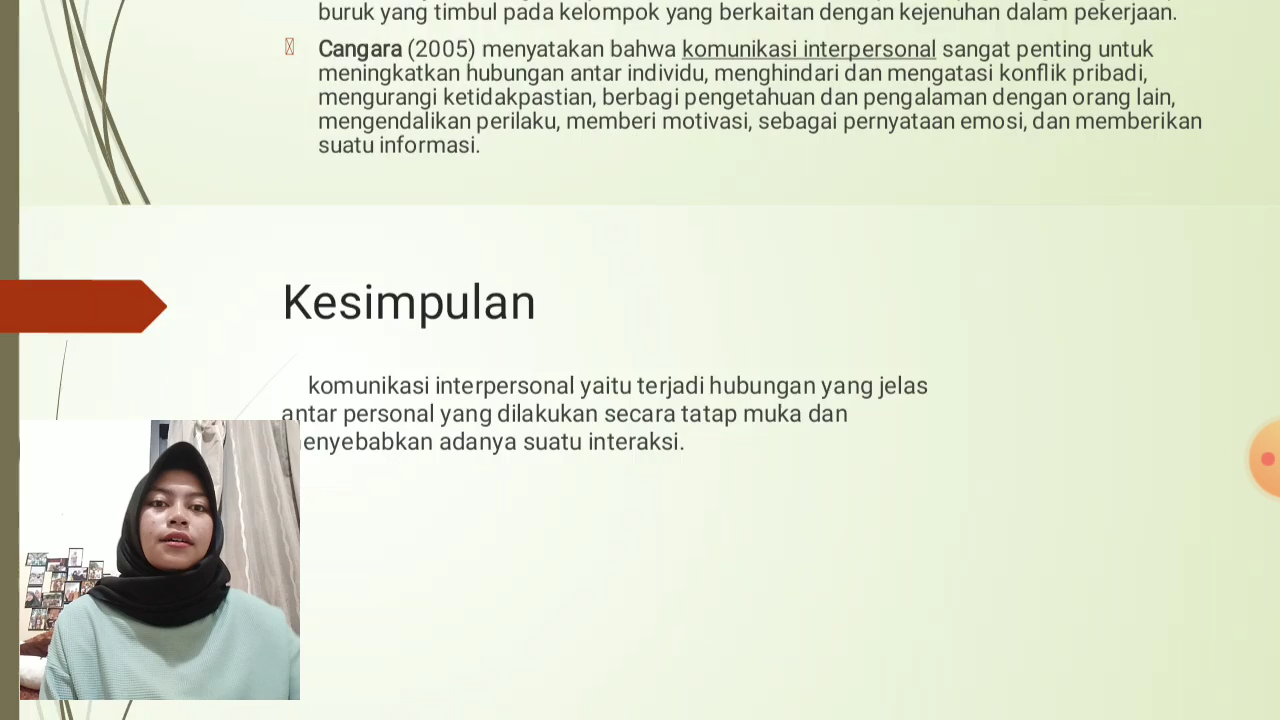 buruk yang timbul pada kelompok yang berkaitan dengan kejenuhan dalam pekerjaan.
Cangara (2005) menyatakan bahwa komunikasi interpersonal sangat penting untuk
meningkatkan hubungan antar individu, menghindari dan mengatasi konflik pribadi,
mengurangi ketidakpastian, berbagi pengetahuan dan pengalaman dengan orang lain,
mengendalikan perilaku, memberi motivasi, sebagai pernyataan emosi, dan memberikan
suatu informasi.
Kesimpulan
komunikasi interpersonal yaitu terjadi hubungan yang jelas
antar personal yang dilakukan secara tatap muka dan
enyebabkan adanya suatu interaksi.